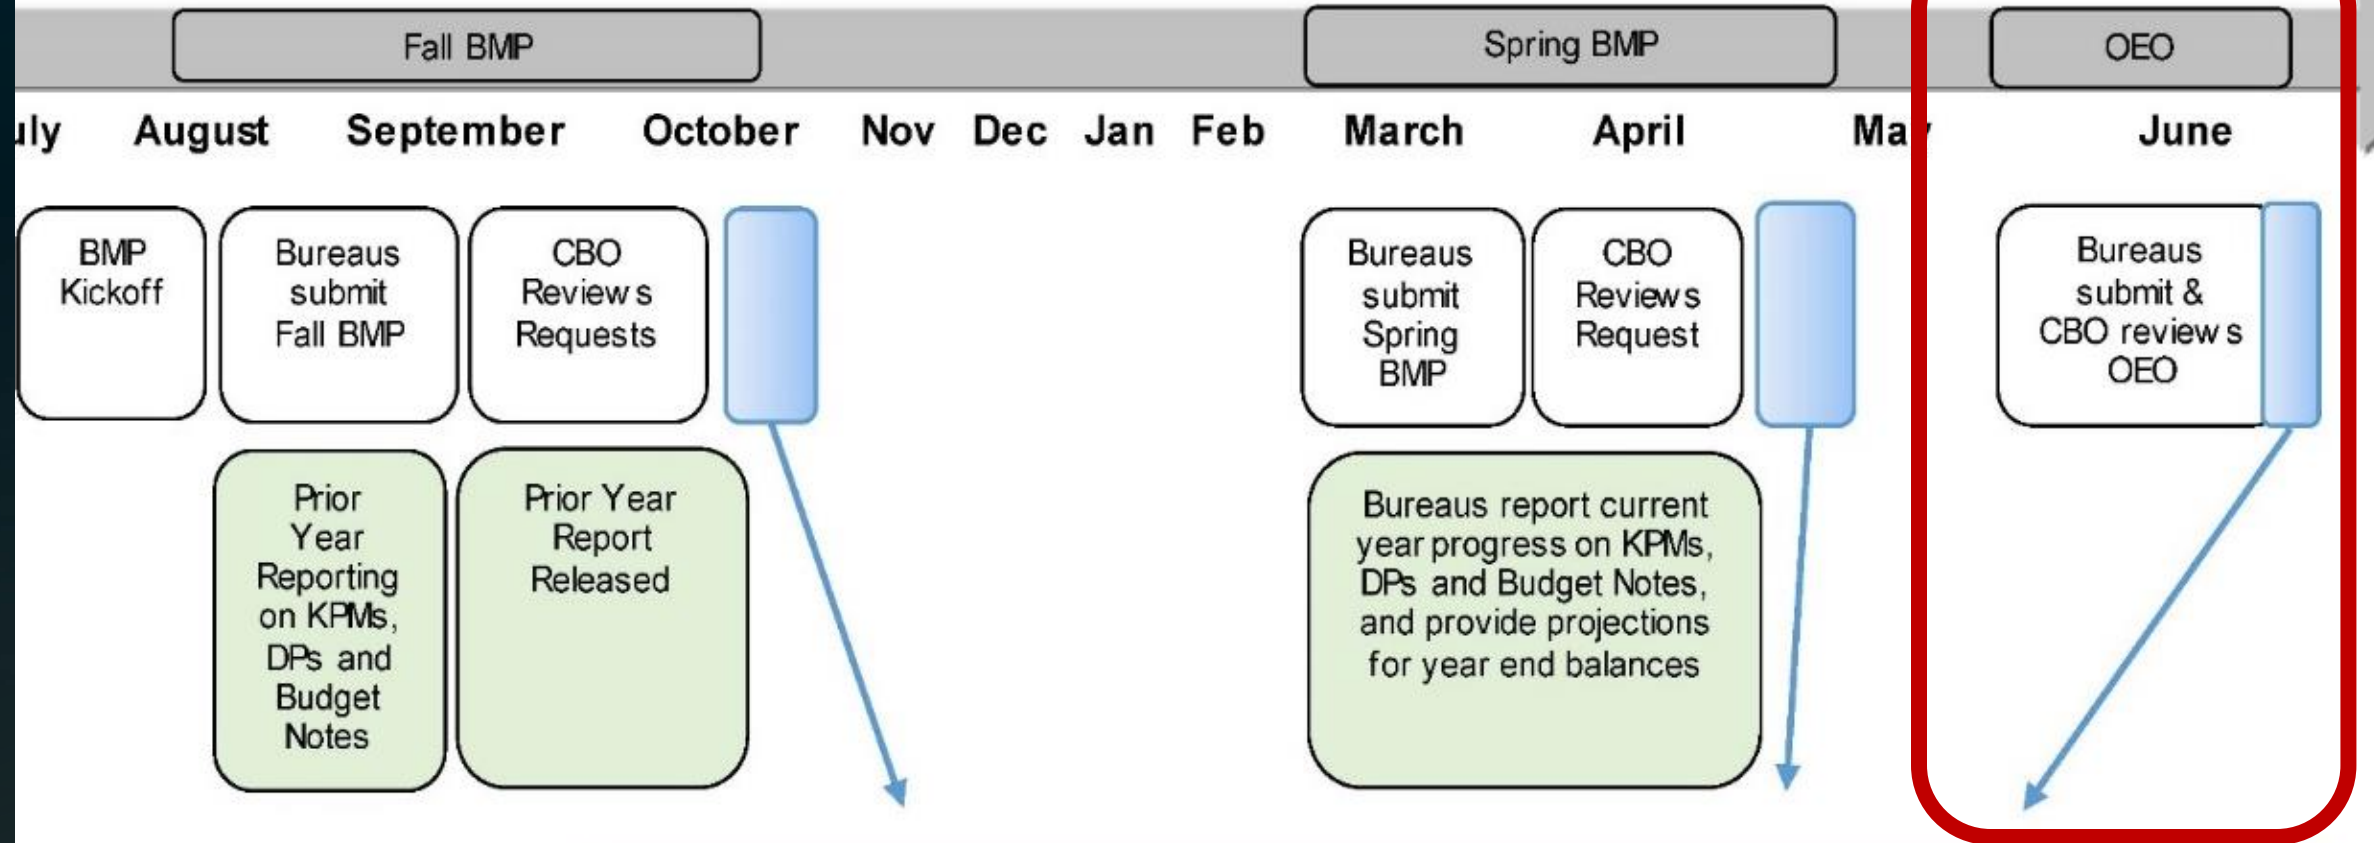 Fall BMP
Spring BMP
OEO
uly August September October Nov Dec Jan Feb March April May June
BMP
Kickoff
Bureaus
submit
Fall BMP
CBO
Reviews
Requests
Bureaus
submit
Spring
BMP
CBO
Reviews
Request
Bureaus
submit &
CBO reviews
OEO
Prior
Year
Reporting
on KPMs,
DPs and
Budget
Notes
Prior Year
Report
Released
Bureaus report current
year progress on KPMs,
DPs and Budget Notes,
and provide projections
for year end balances